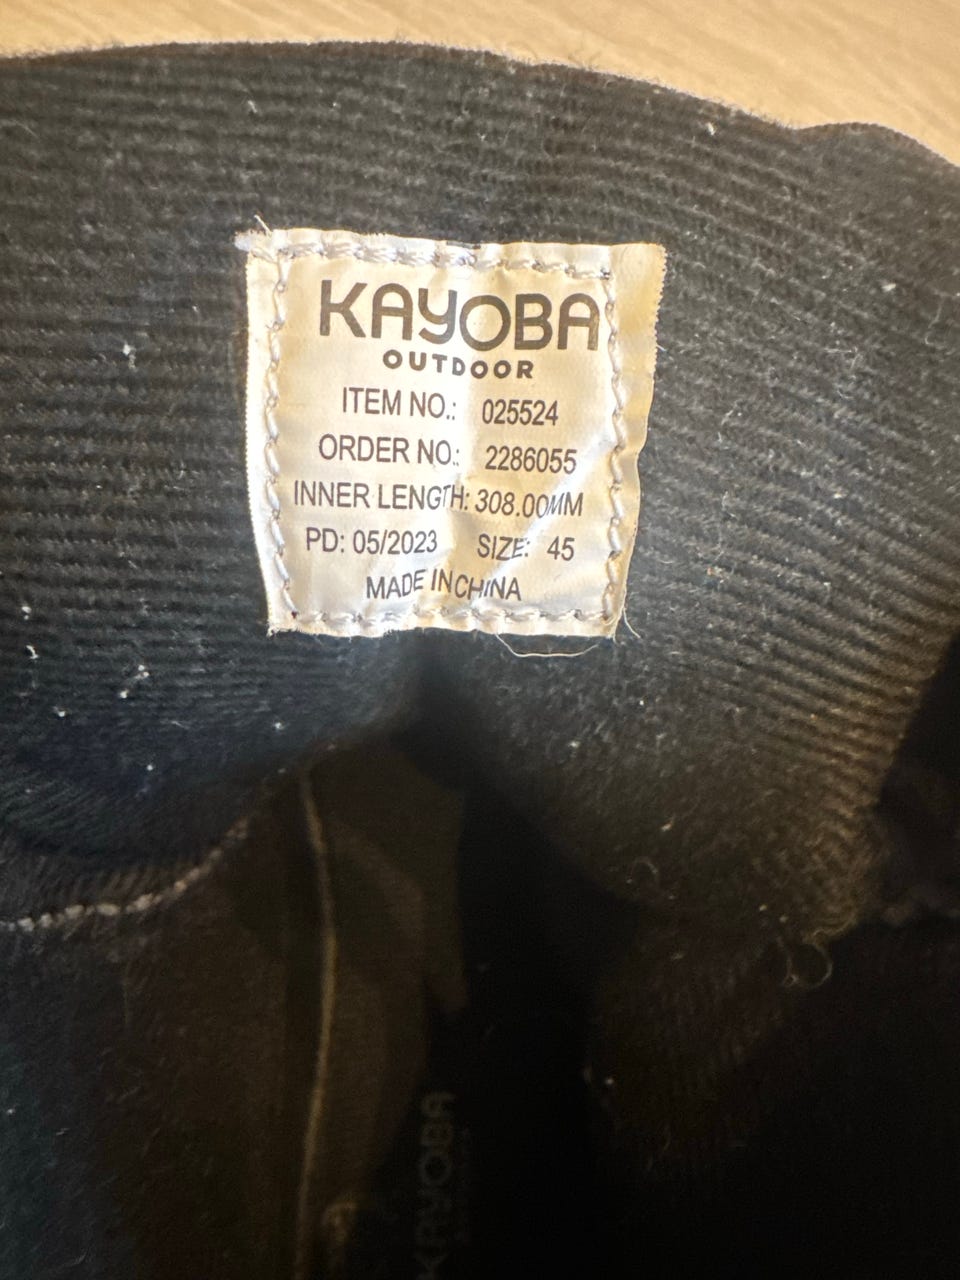 KAYOBA
OUTDOOR
ITEM NO.: 025524
ORDER NO.: 2286055
INNER LENGTH: 308.00MM
PD: 05/2023 SIZE: 45
MADE IN CHINA
KAYOBA